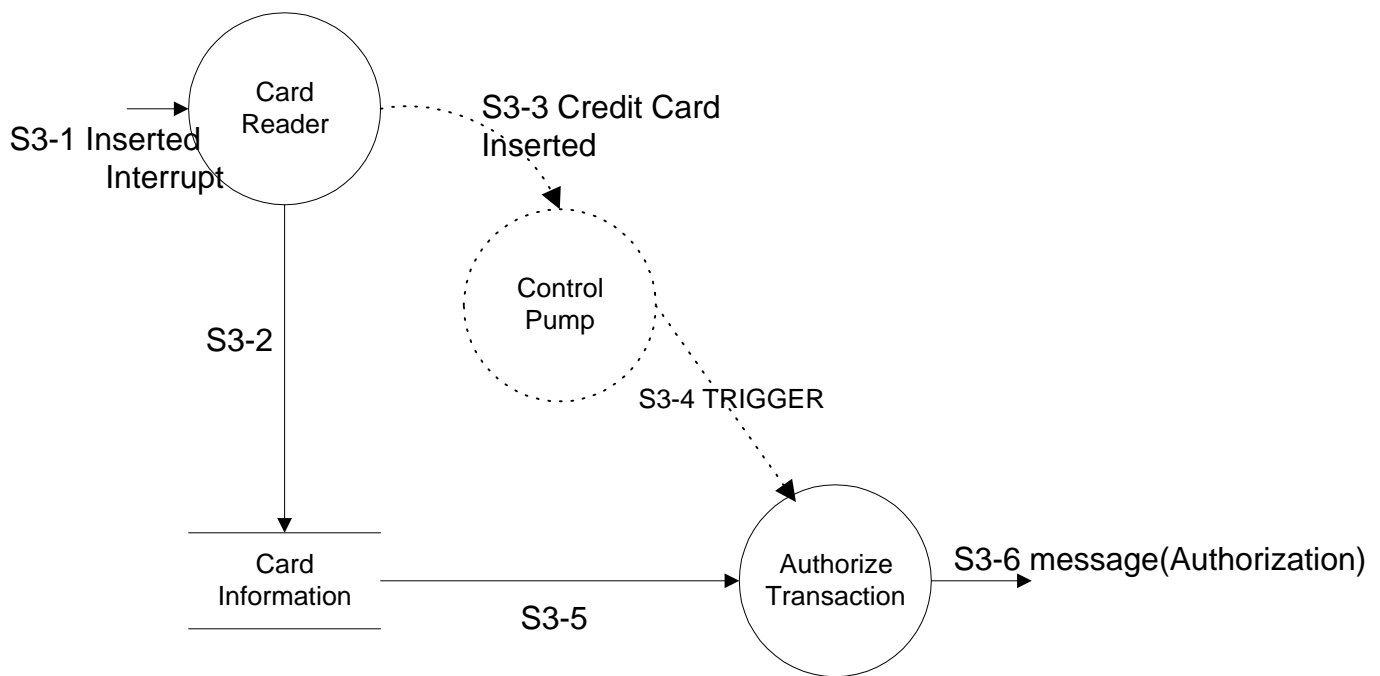 Card
Reader
S3-1 Inserted
Interrupt
S3-3 Credit Card
Inserted
Control
Pump
S3-2
S3-4 TRIGGER
Card
Information
S3-5
Authorize
Transaction
S3-6 message(Authorization)